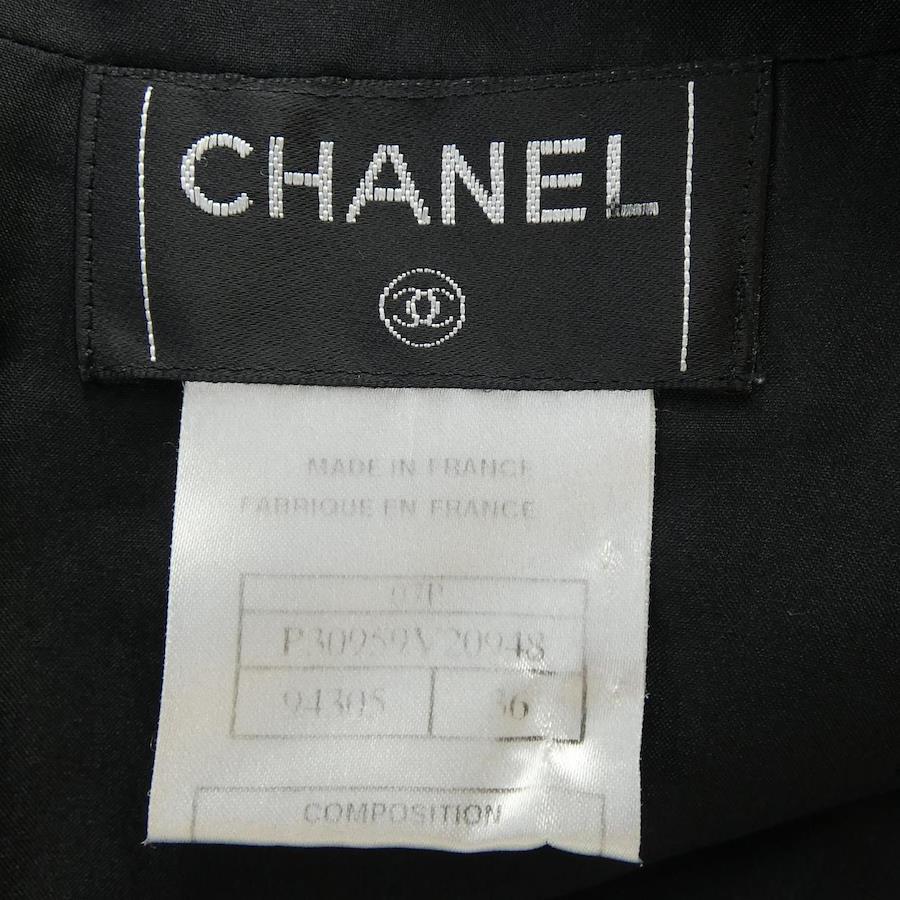 CHANEL
MADE IN FRANCE
FABRIQUE EN FRANCE
07P
P30959V20948
94305 36
COMPOSITION